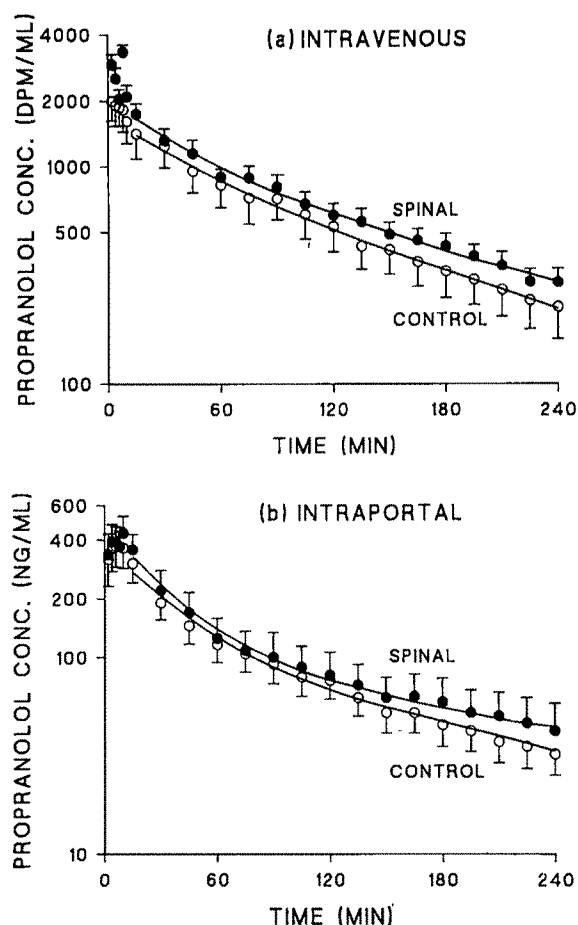 (a) INTRAVENOUS
PROPRANOLOL CONC. (DPM/ML)
4000
2000
1000
500
100
SPINAL
CONTROL
0 60 120 180 240
TIME (MIN)
(b) INTRAPORTAL
PROPRANOLOL CONC. (NG/ML)
600
400
200
100
10
SPINAL
CONTROL
0 60 120 180 240
TIME (MIN)